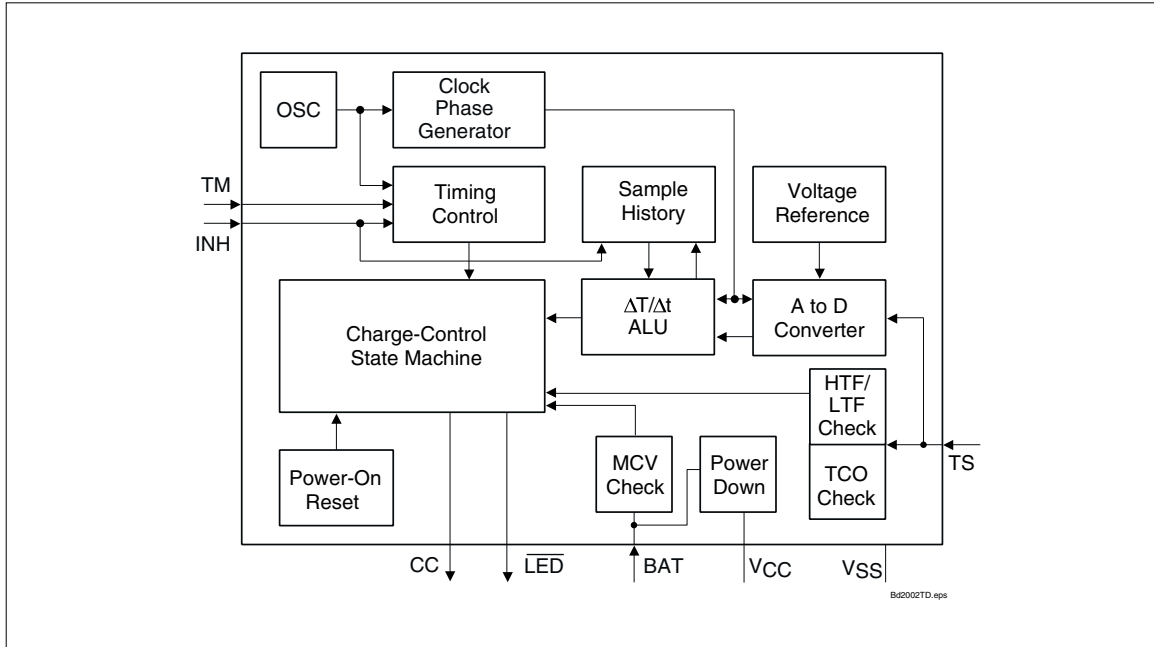 OSC
Clock
Phase
Generator
TM
INH
Timing
Control
Sample
History
Voltage
Reference
Charge-Control
State Machine
ΔT/Δt
ALU
A to D
Converter
HTF/
LTF
Check
TCO
Check
TS
Power-On
Reset
MCV
Check
Power
Down
CC
LED
BAT
VCC
VSS
Bd2002TD.eps